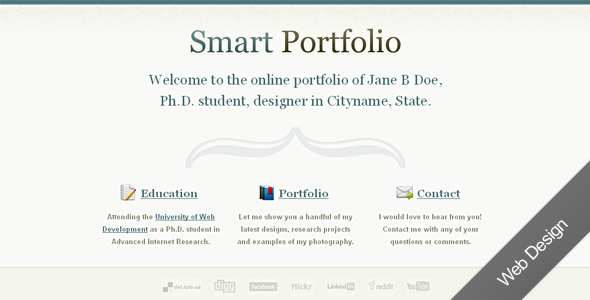 Smart Portfolio
Welcome to the online portfolio of Jane B Doe,
Ph.D. student, designer in Cityname, State.
Education
Attending the University of Web
Development as a Ph.D. student in
Advanced Internet Research.
Portfolio
Let me show you a handful of my
latest designs, research projects
and examples of my photography.
Contact
I would love to hear from you!
Contact me with any of your
questions or comments.
del.icio.us
digg
facebook
flickr
LinkedIn
reddit
YouTube
Web Design